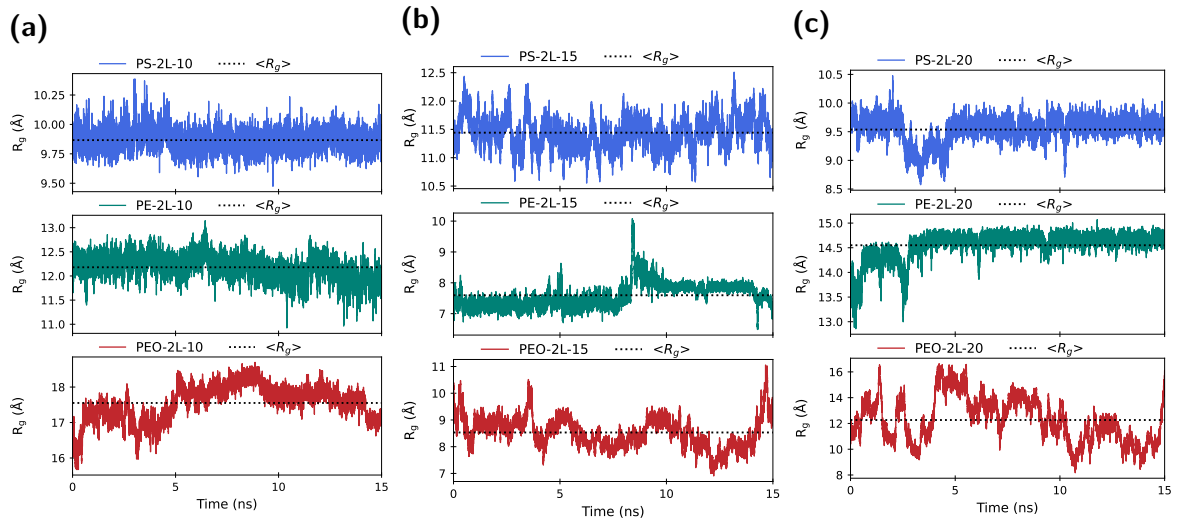 (a)
PS-2L-10 <Rg>
Rg (Å)
10.25
10.00
9.75
9.50
PE-2L-10 <Rg>
Rg (Å)
13.0
12.5
12.0
11.5
11.0
PEO-2L-10 <Rg>
Rg (Å)
18
17
16
0 5 10 15
Time (ns)
(b)
PS-2L-15 <Rg>
Rg (Å)
12.5
12.0
11.5
11.0
10.5
PE-2L-15 <Rg>
Rg (Å)
10
9
8
7
PEO-2L-15 <Rg>
Rg (Å)
11
10
9
8
7
0 5 10 15
Time (ns)
(c)
PS-2L-20 <Rg>
Rg (Å)
10.5
10.0
9.5
9.0
8.5
PE-2L-20 <Rg>
Rg (Å)
15.0
14.5
14.0
13.5
13.0
PEO-2L-20 <Rg>
Rg (Å)
16
14
12
10
8
0 5 10 15
Time (ns)